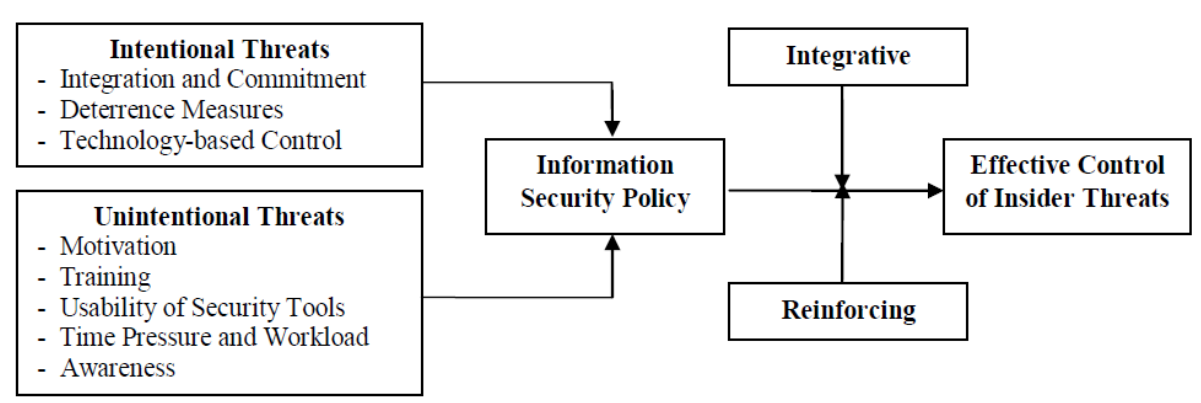 Intentional Threats
- Integration and Commitment
- Deterrence Measures
- Technology-based Control
Unintentional Threats
- Motivation
- Training
- Usability of Security Tools
- Time Pressure and Workload
- Awareness
Information
Security Policy
Integrative
Reinforcing
Effective Control
of Insider Threats